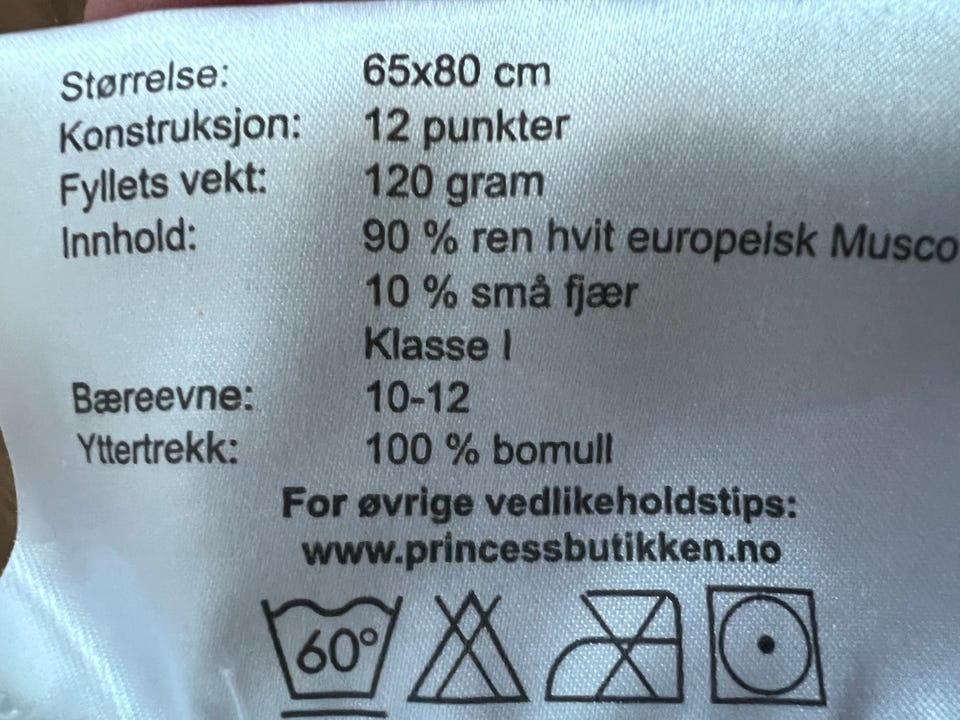 Størrelse: 65x80 cm
Konstruksjon: 12 punkter
Fyllets vekt: 120 gram
Innhold: 90 % ren hvit europeisk Musco
10 % små fjær
Klasse I
Bæreevne: 10-12
Yttertrekk: 100 % bomull
For øvrige vedlikeholdstips:
www.princessbutikken.no
60°